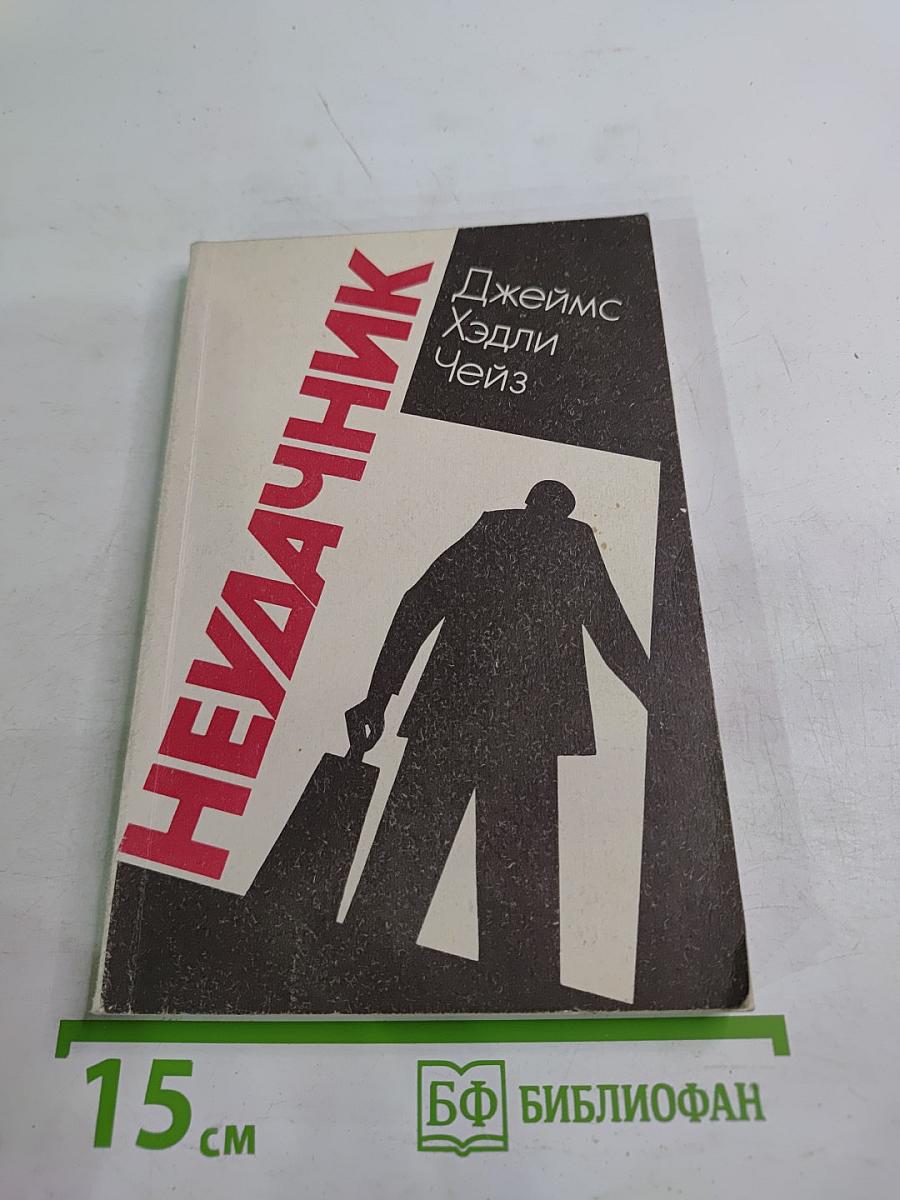 НЕУДАЧНИК
Джеймс
Хэдли
Чейз
15 см
БФ БИБЛИОФАН